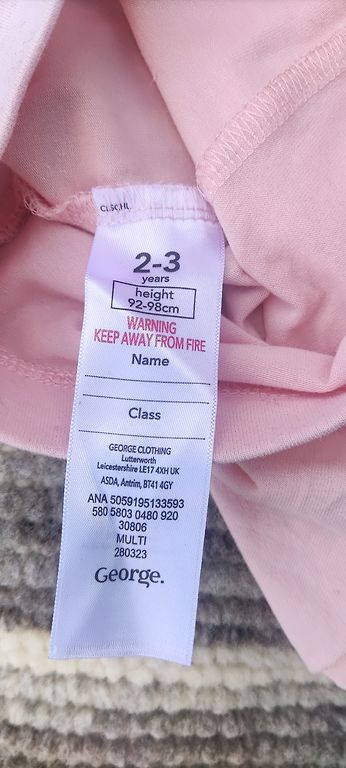 2-3
years
height
92-98cm
WARNING
KEEP AWAY FROM FIRE
Name
Class
GEORGE CLOTHING
Lutterworth
Leicestershire LE17 4XH UK
ASDA, Antrim, BT41 4GY
ANA 5059195133593
580 5803 0480 920
30806
MULTI
280323
George.